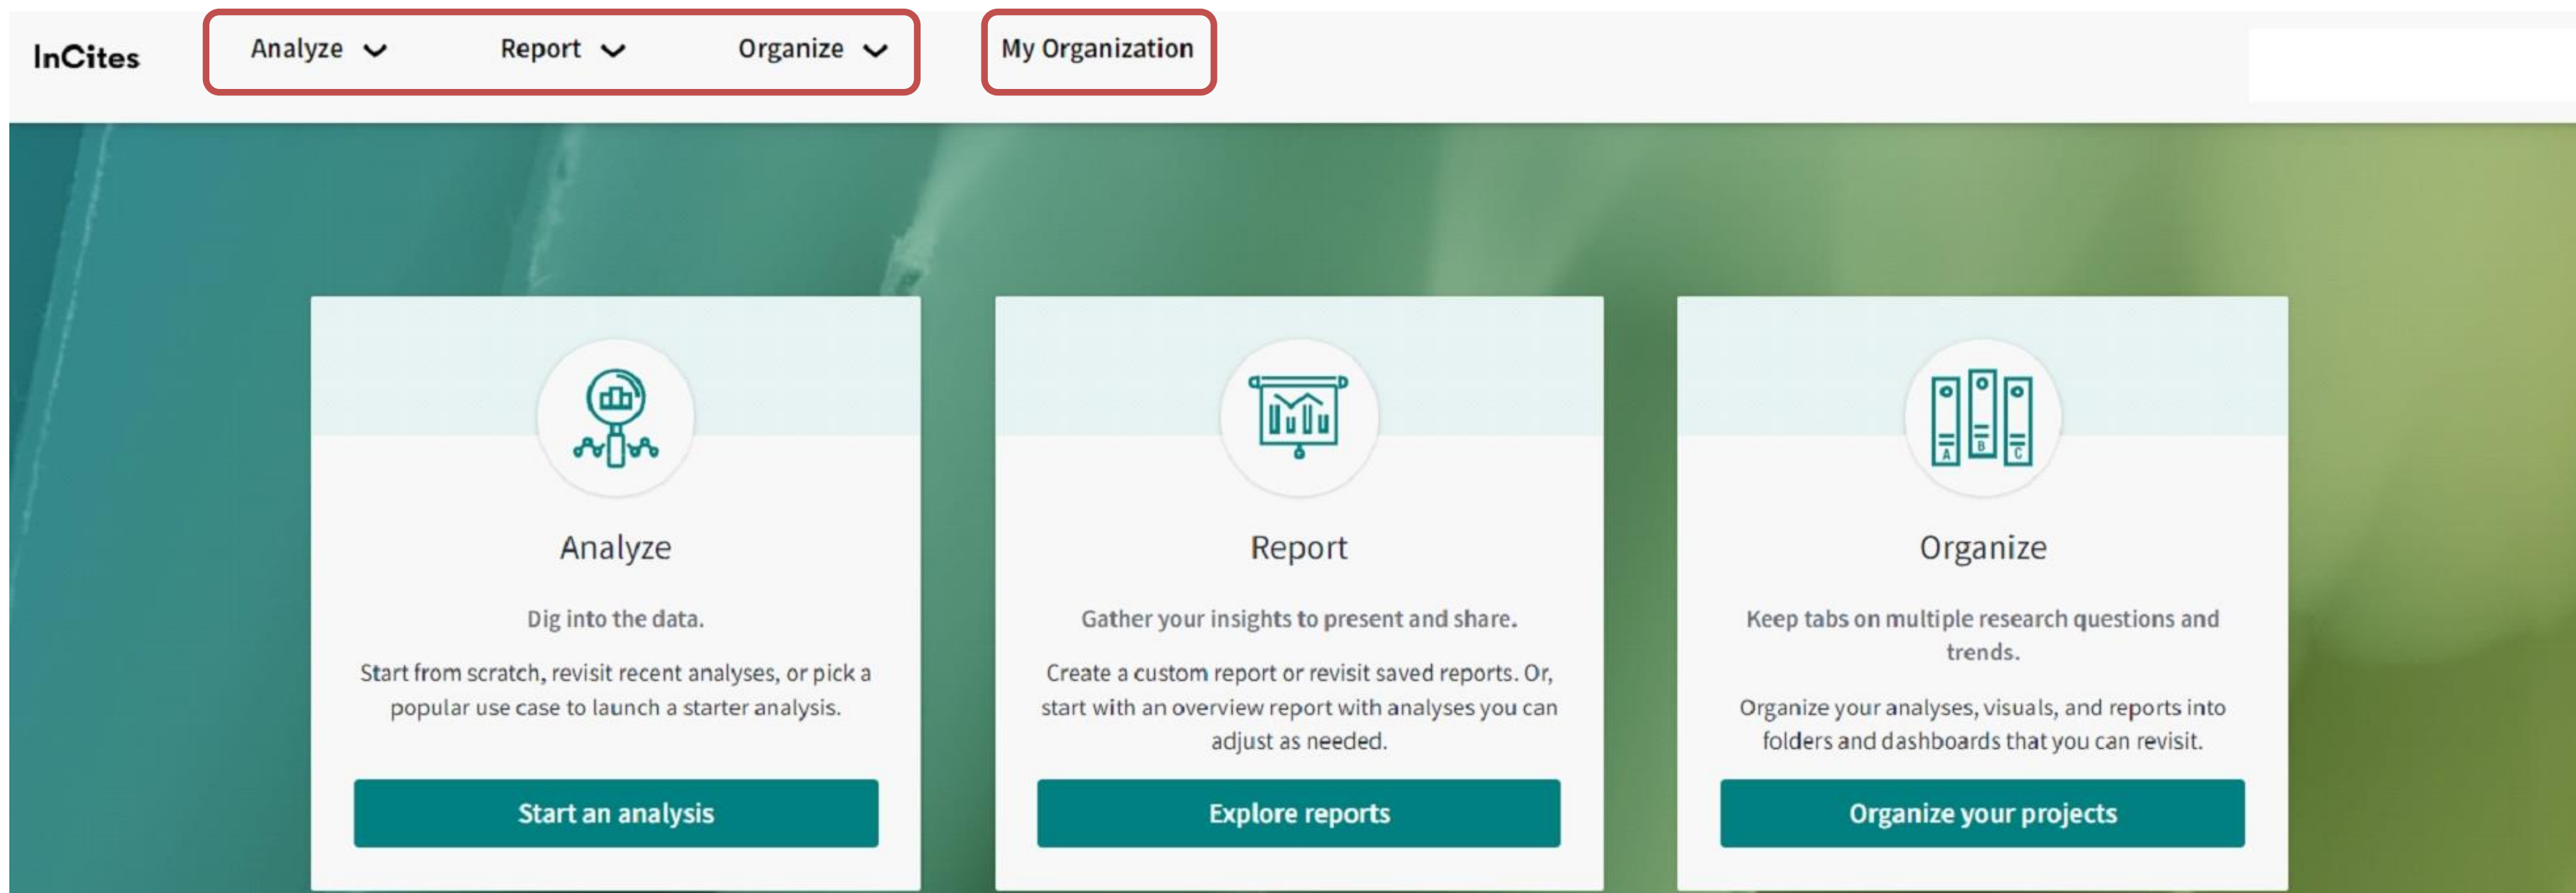 InCites
Analyze
Report
Organize
My Organization
A
B
C
Analyze
Dig into the data.
Start from scratch, revisit recent analyses, or pick a
popular use case to launch a starter analysis.
Start an analysis
Report
Gather your insights to present and share.
Create a custom report or revisit saved reports. Or,
start with an overview report with analyses you can
adjust as needed.
Explore reports
Organize
Keep tabs on multiple research questions and
trends.
Organize your analyses, visuals, and reports into
folders and dashboards that you can revisit.
Organize your projects